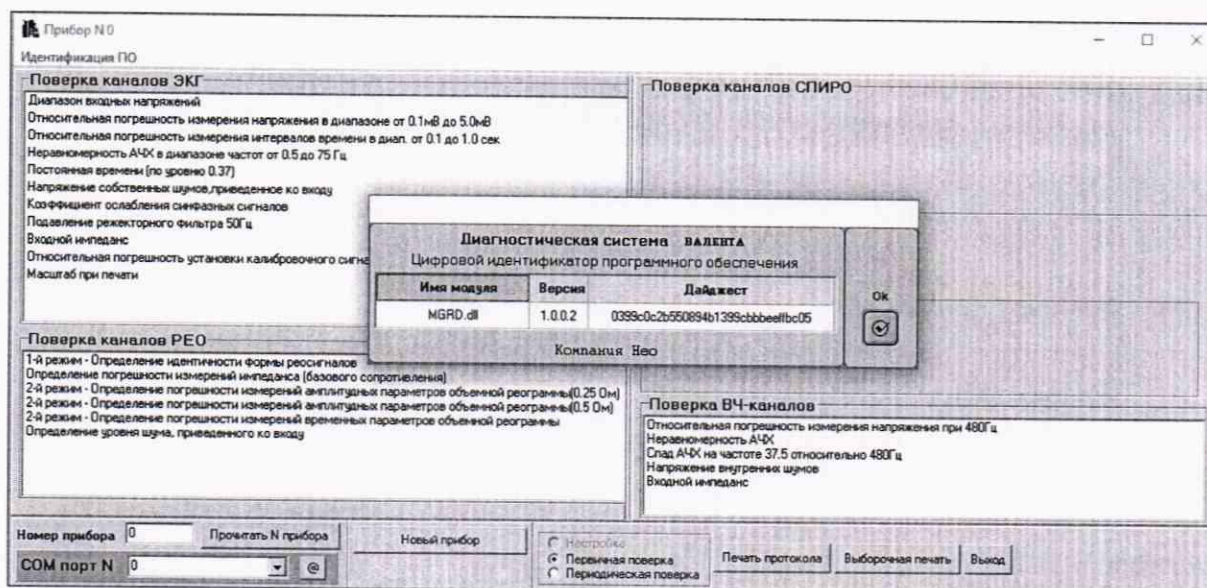 Прибор N 0
Идентификация ПО
Поверка каналов ЭКГ
Диапазон входных напряжений
Относительная погрешность измерения напряжения в диапазоне от 0.1мВ до 5.0мВ
Относительная погрешность измерения интервалов времени в диап. от 0.1 до 1.0 сек
Неравномерность АЧХ в диапазоне частот от 0.5 до 75 Гц
Постоянная времени (по уровню 0.37)
Напряжение собственных шумов,приведенное ко входу
Коэффициент ослабления синфазных сигналов
Подавление режекторного фильтра 50Гц
Входной импеданс
Относительная погрешность установки калибровочного сигна
Масштаб при печати
Поверка каналов СПИРО
Диагностическая система ВАЛЕНТА
Цифровой идентификатор программного обеспечения
Имя модуля Версия Дайджест
MGRD.dll 1.0.0.2 0399c0c2b550894b1399cbbbeeffbc05
Компания Нео
Ok
Поверка каналов РЕО
1-й режим - Определение идентичности формы реосигналов
Определение погрешности измерений импеданса (базового сопротивления)
2-й режим - Определение погрешности измерений амплитудных параметров объемной реограммы(0.25 Ом)
2-й режим - Определение погрешности измерений амплитудных параметров объемной реограммы(0.5 Ом)
2-й режим - Определение погрешности измерений временных параметров объемной реограммы
Определение уровня шума, приведенного ко входу
Поверка ВЧ-каналов
Относительная погрешность измерения напряжения при 480Гц
Неравномерность АЧХ
Спад АЧХ на частоте 37.5 относительно 480Гц
Напряжение внутренних шумов
Входной импеданс
Номер прибора 0 Прочитать N прибора
COM порт N 0 @
Новый прибор
Настройка
Первичная поверка
Периодическая поверка
Печать протокола Выборочная печать Выход